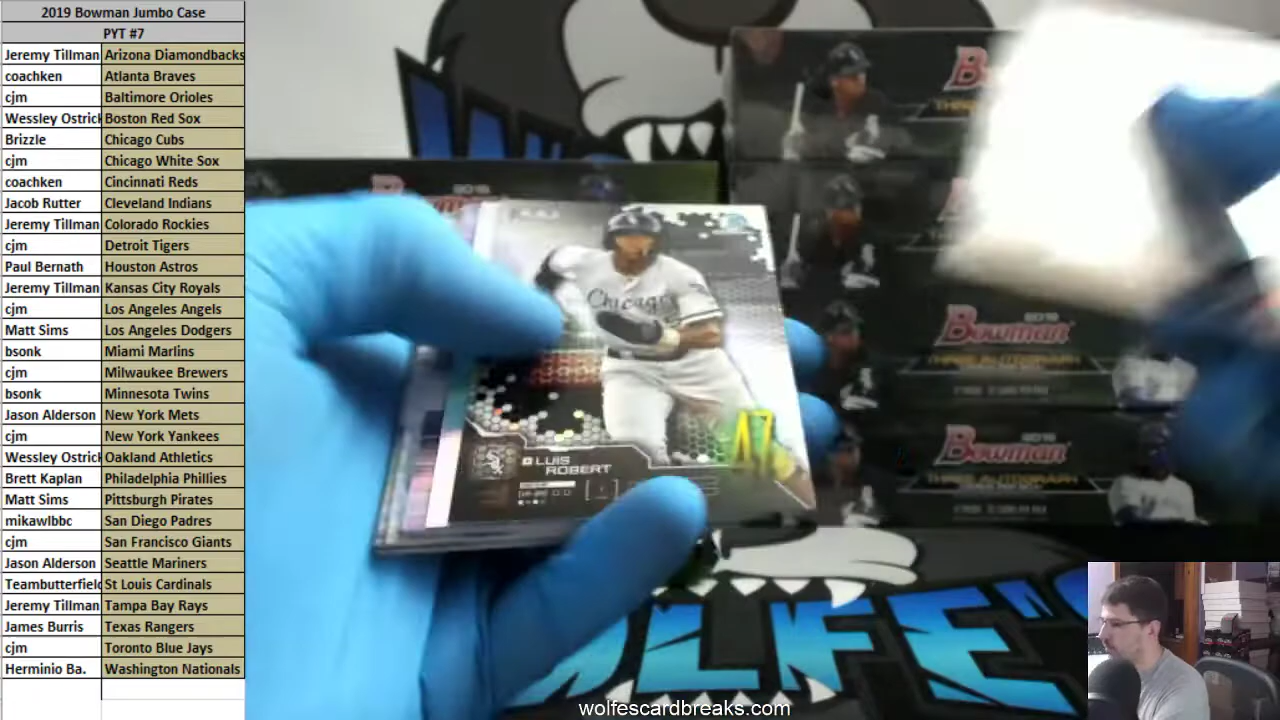 2019 Bowman Jumbo Case
PYT #7
Jeremy Tillman Arizona Diamondbacks
coachken Atlanta Braves
cjm Baltimore Orioles
Wessley Ostrick Boston Red Sox
Brizzle Chicago Cubs
cjm Chicago White Sox
coachken Cincinnati Reds
Jacob Rutter Cleveland Indians
Jeremy Tillman Colorado Rockies
cjm Detroit Tigers
Paul Bernath Houston Astros
Jeremy Tillman Kansas City Royals
cjm Los Angeles Angels
Matt Sims Los Angeles Dodgers
bsonk Miami Marlins
cjm Milwaukee Brewers
bsonk Minnesota Twins
Jason Alderson New York Mets
cjm New York Yankees
Wessley Ostrick Oakland Athletics
Brett Kaplan Philadelphia Phillies
Matt Sims Pittsburgh Pirates
mikawlbbc San Diego Padres
cjm San Francisco Giants
Jason Alderson Seattle Mariners
Teambutterfield St Louis Cardinals
Jeremy Tillman Tampa Bay Rays
James Burris Texas Rangers
cjm Toronto Blue Jays
Herminio Ba. Washington Nationals
Chicago
LUIS
ROBERT
Bowman
Bowman
WOLFE'S
wolfescardbreaks.com